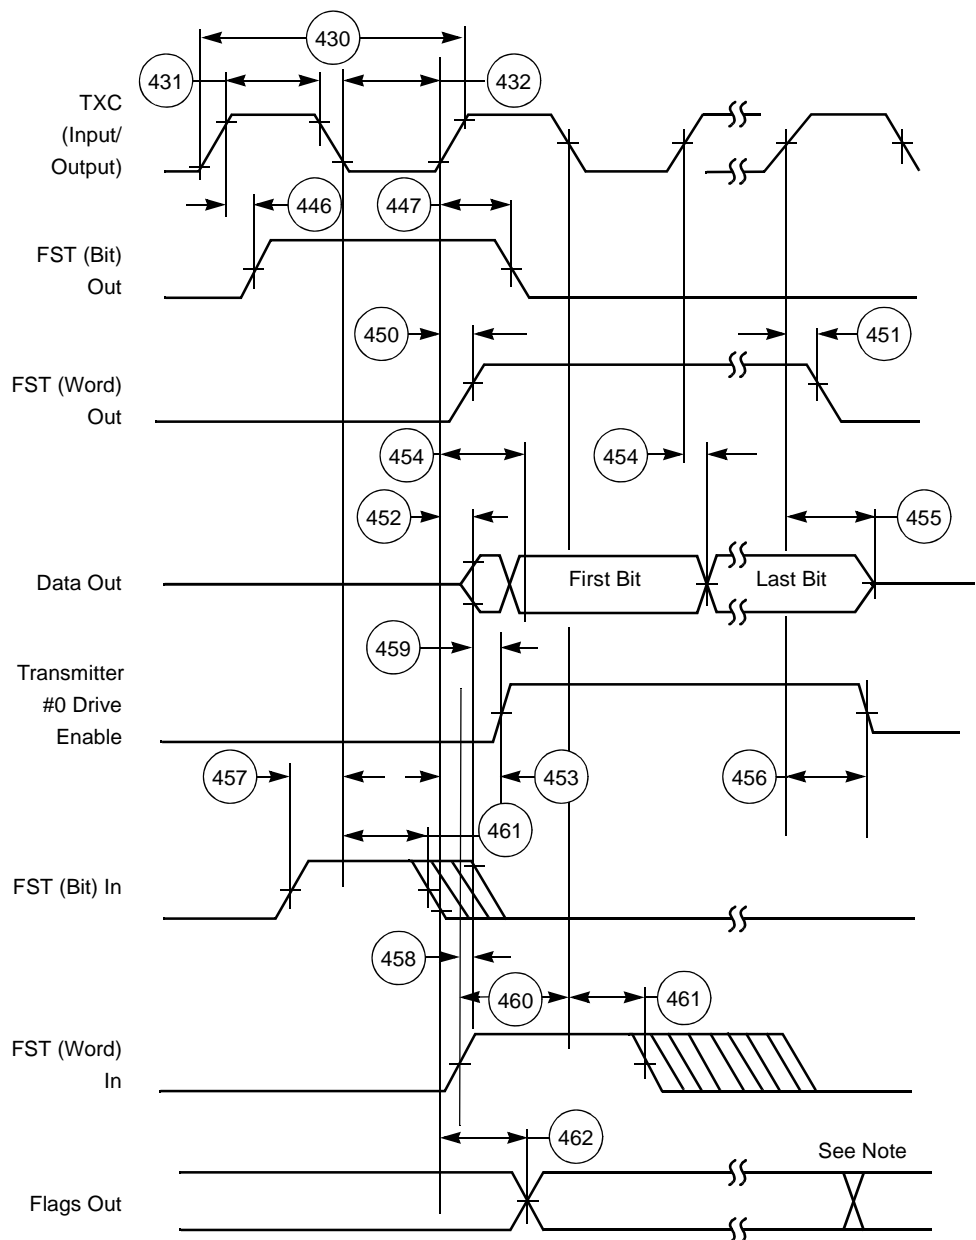 430
431
432
TXC
(Input/
Output)
446
447
FST (Bit)
Out
450
451
FST (Word)
Out
454
454
452
455
Data Out
First Bit
Last Bit
459
Transmitter
#0 Drive
Enable
457
453
456
461
FST (Bit) In
458
460
461
FST (Word)
In
462
See Note
Flags Out